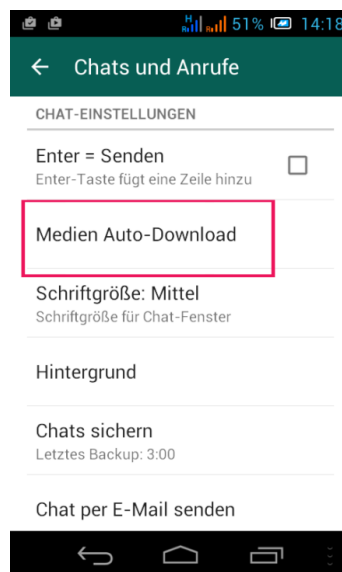 51% 14:18
Chats und Anrufe
CHAT-EINSTELLUNGEN
Enter = Senden
Enter-Taste fügt eine Zeile hinzu
Medien Auto-Download
Schriftgröße: Mittel
Schriftgröße für Chat-Fenster
Hintergrund
Chats sichern
Letztes Backup: 3:00
Chat per E-Mail senden